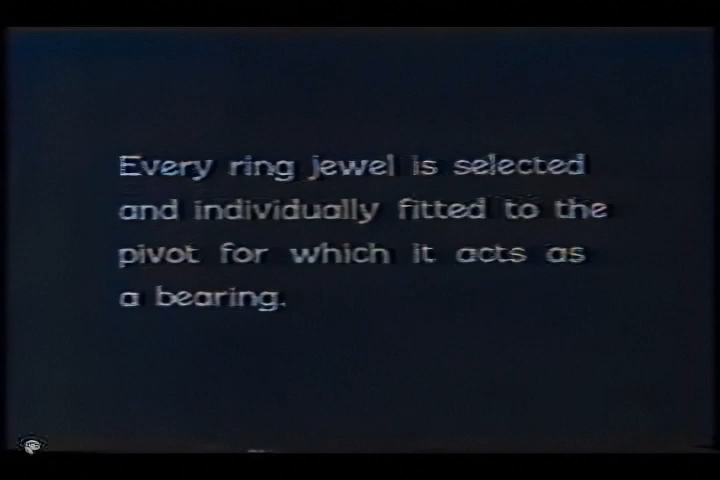 Every ring jewel is selected
and individually fitted to the
pivot for which it acts as
a bearing.